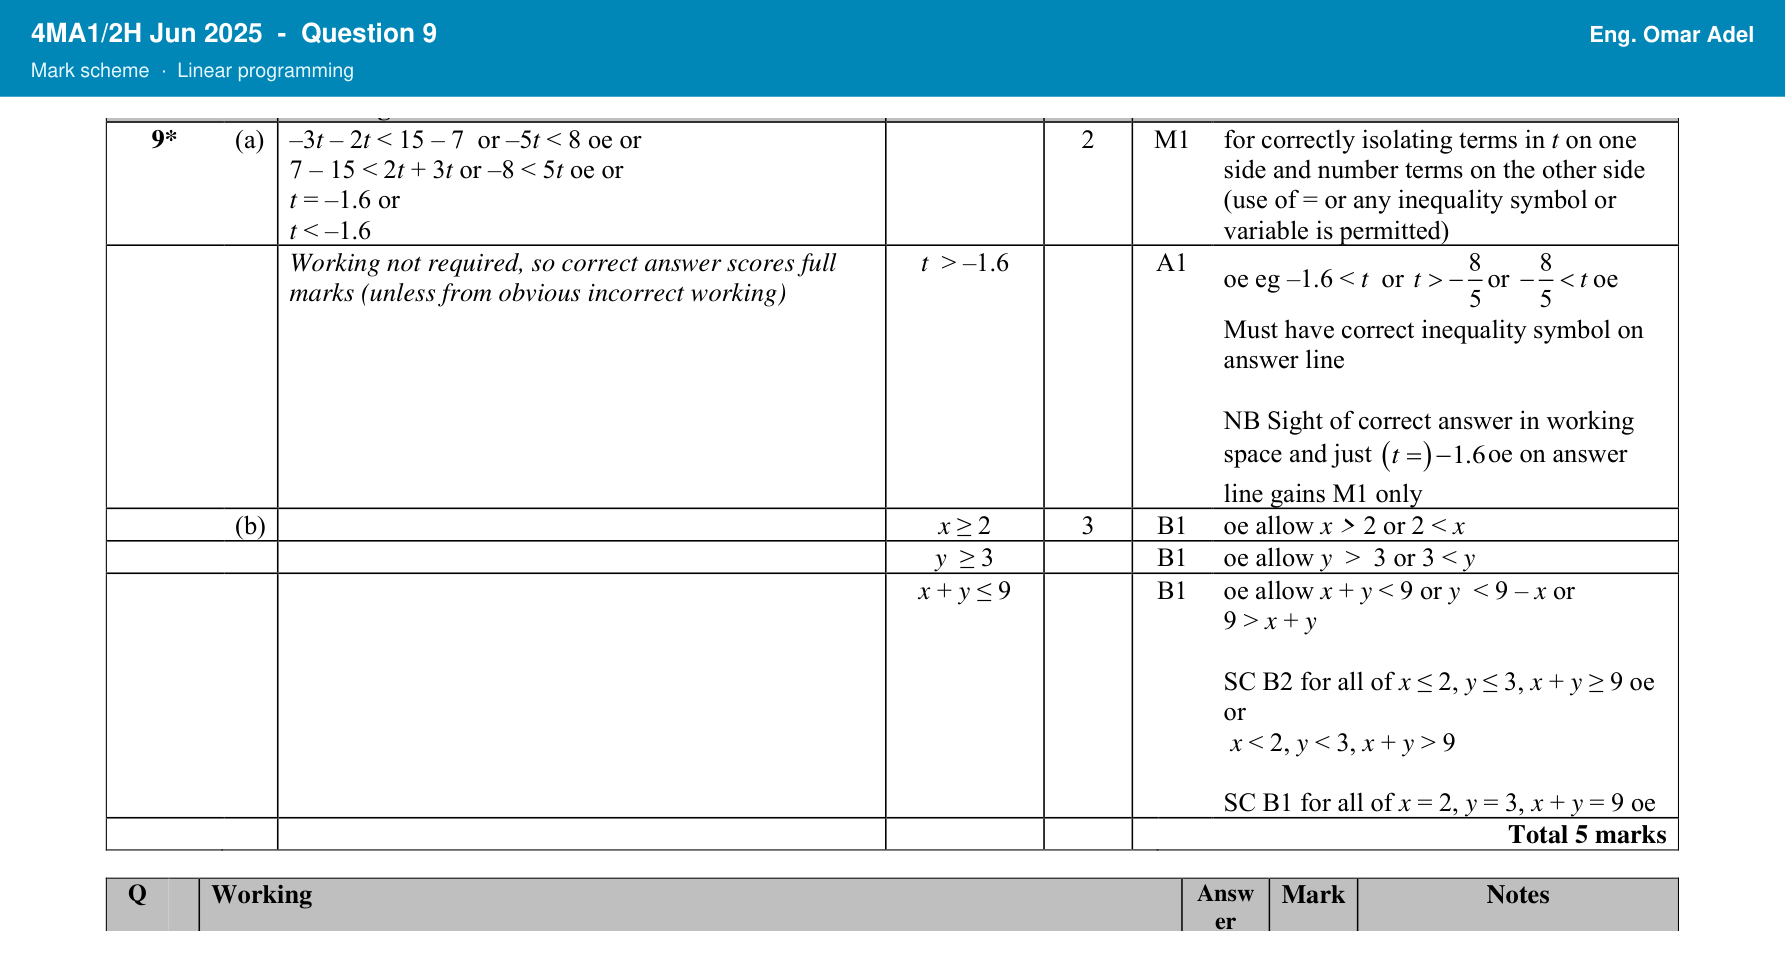 4MA1/2H Jun 2025 - Question 9
Eng. Omar Adel
Mark scheme · Linear programming
9* (a) –3t – 2t < 15 – 7 or –5t < 8 oe or 2 M1 for correctly isolating terms in t on one
7 – 15 < 2t + 3t or –8 < 5t oe or side and number terms on the other side
t = –1.6 or (use of = or any inequality symbol or
t < –1.6 variable is permitted)
Working not required, so correct answer scores full t > –1.6 A1 oe eg –1.6 < t or t > –8/5 or –8/5 < t oe
marks (unless from obvious incorrect working)
Must have correct inequality symbol on
answer line
NB Sight of correct answer in working
space and just (t =) –1.6 oe on answer
line gains M1 only
(b) x ≥ 2 3 B1 oe allow x > 2 or 2 < x
y ≥ 3 B1 oe allow y > 3 or 3 < y
x + y ≤ 9 B1 oe allow x + y < 9 or y < 9 – x or
9 > x + y
SC B2 for all of x ≤ 2, y ≤ 3, x + y ≥ 9 oe
or
x < 2, y < 3, x + y > 9
SC B1 for all of x = 2, y = 3, x + y = 9 oe
Total 5 marks
Q Working Answ Mark Notes
er